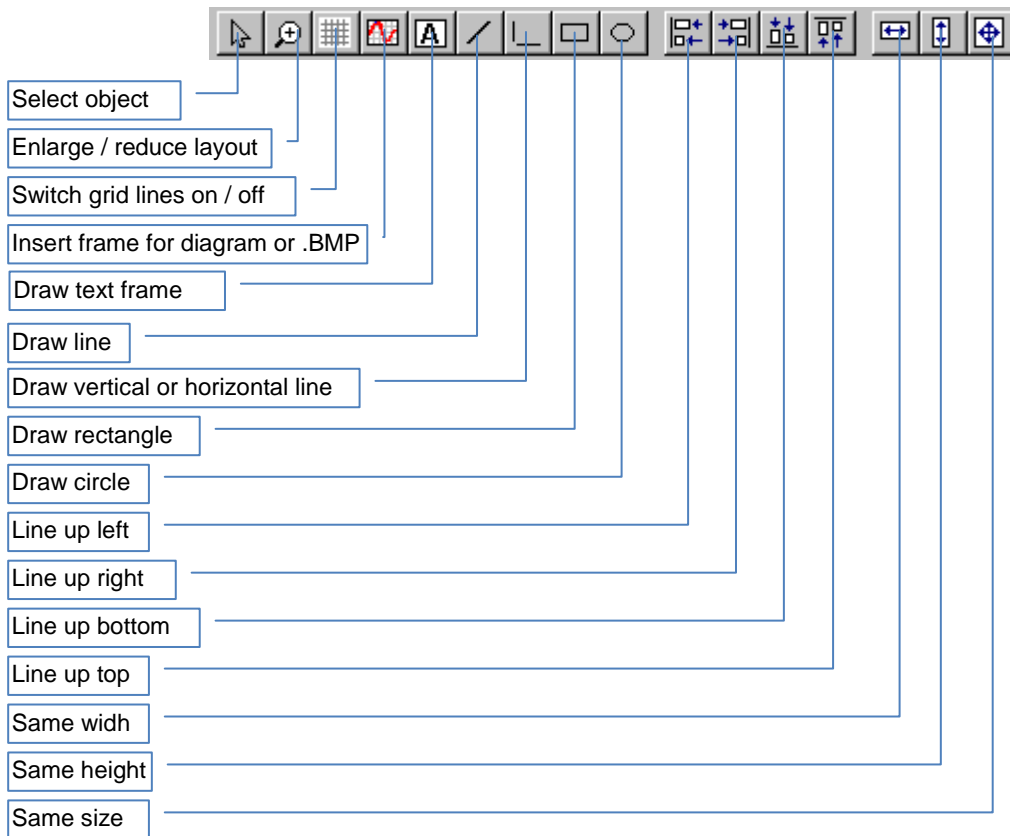 A
Select object
Enlarge / reduce layout
Switch grid lines on / off
Insert frame for diagram or .BMP
Draw text frame
Draw line
Draw vertical or horizontal line
Draw rectangle
Draw circle
Line up left
Line up right
Line up bottom
Line up top
Same widh
Same height
Same size